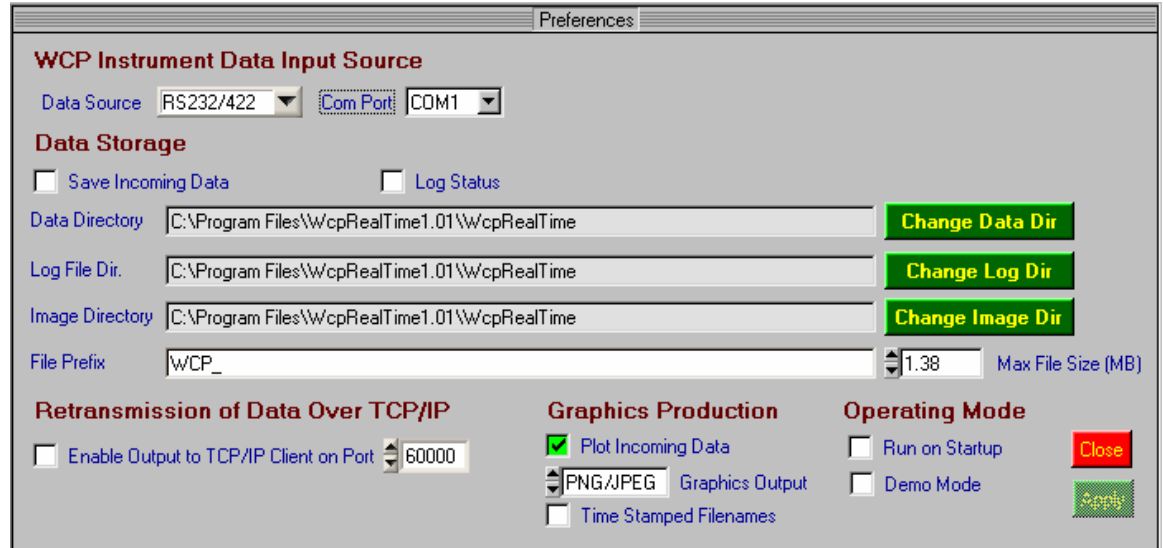 Preferences
WCP Instrument Data Input Source
Data Source RS232/422 Com Port COM1
Data Storage
Save Incoming Data Log Status
Data Directory C:\Program Files\WcpRealTime1.01\WcpRealTime Change Data Dir
Log File Dir. C:\Program Files\WcpRealTime1.01\WcpRealTime Change Log Dir
Image Directory C:\Program Files\WcpRealTime1.01\WcpRealTime Change Image Dir
File Prefix WCP_ 1.38 Max File Size (MB)
Retransmission of Data Over TCP/IP Graphics Production Operating Mode
Enable Output to TCP/IP Client on Port 60000 Plot Incoming Data Run on Startup Close
PNG/JPEG Graphics Output Demo Mode Apply
Time Stamped Filenames